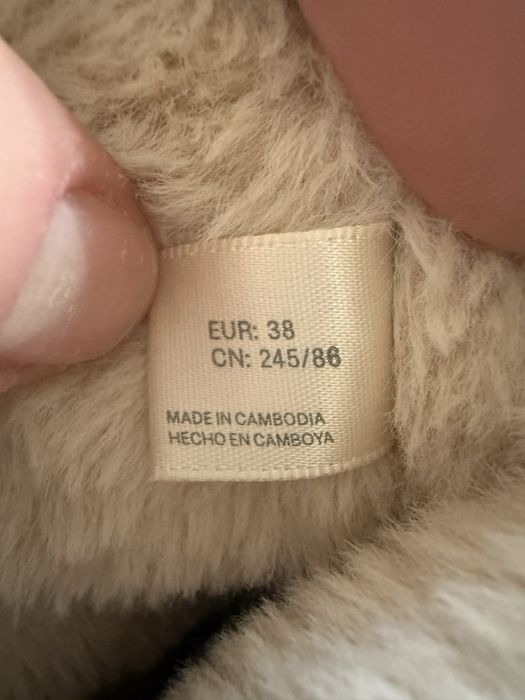 EUR: 38
CN: 245/86
MADE IN CAMBODIA
HECHO EN CAMBOYA